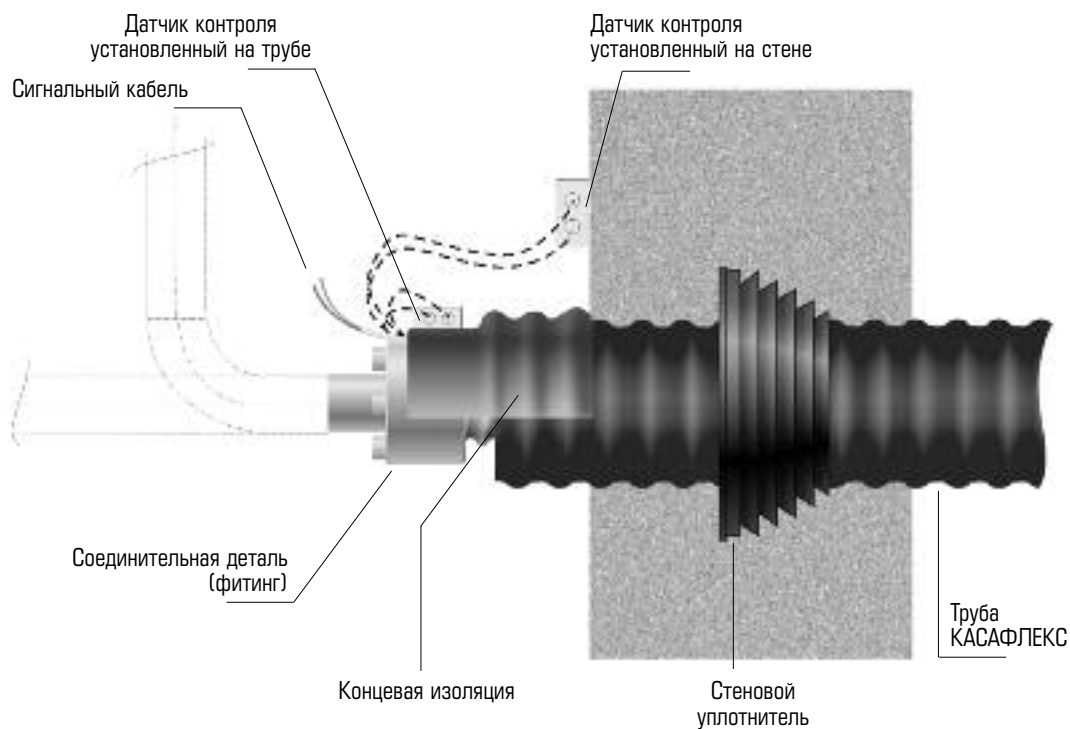 Датчик контроля
установленный на трубе
Датчик контроля
установленный на стене
Сигнальный кабель
Соединительная деталь
(фитинг)
Труба
КАСАФЛЕКС
Концевая изоляция
Стеновой
уплотнитель